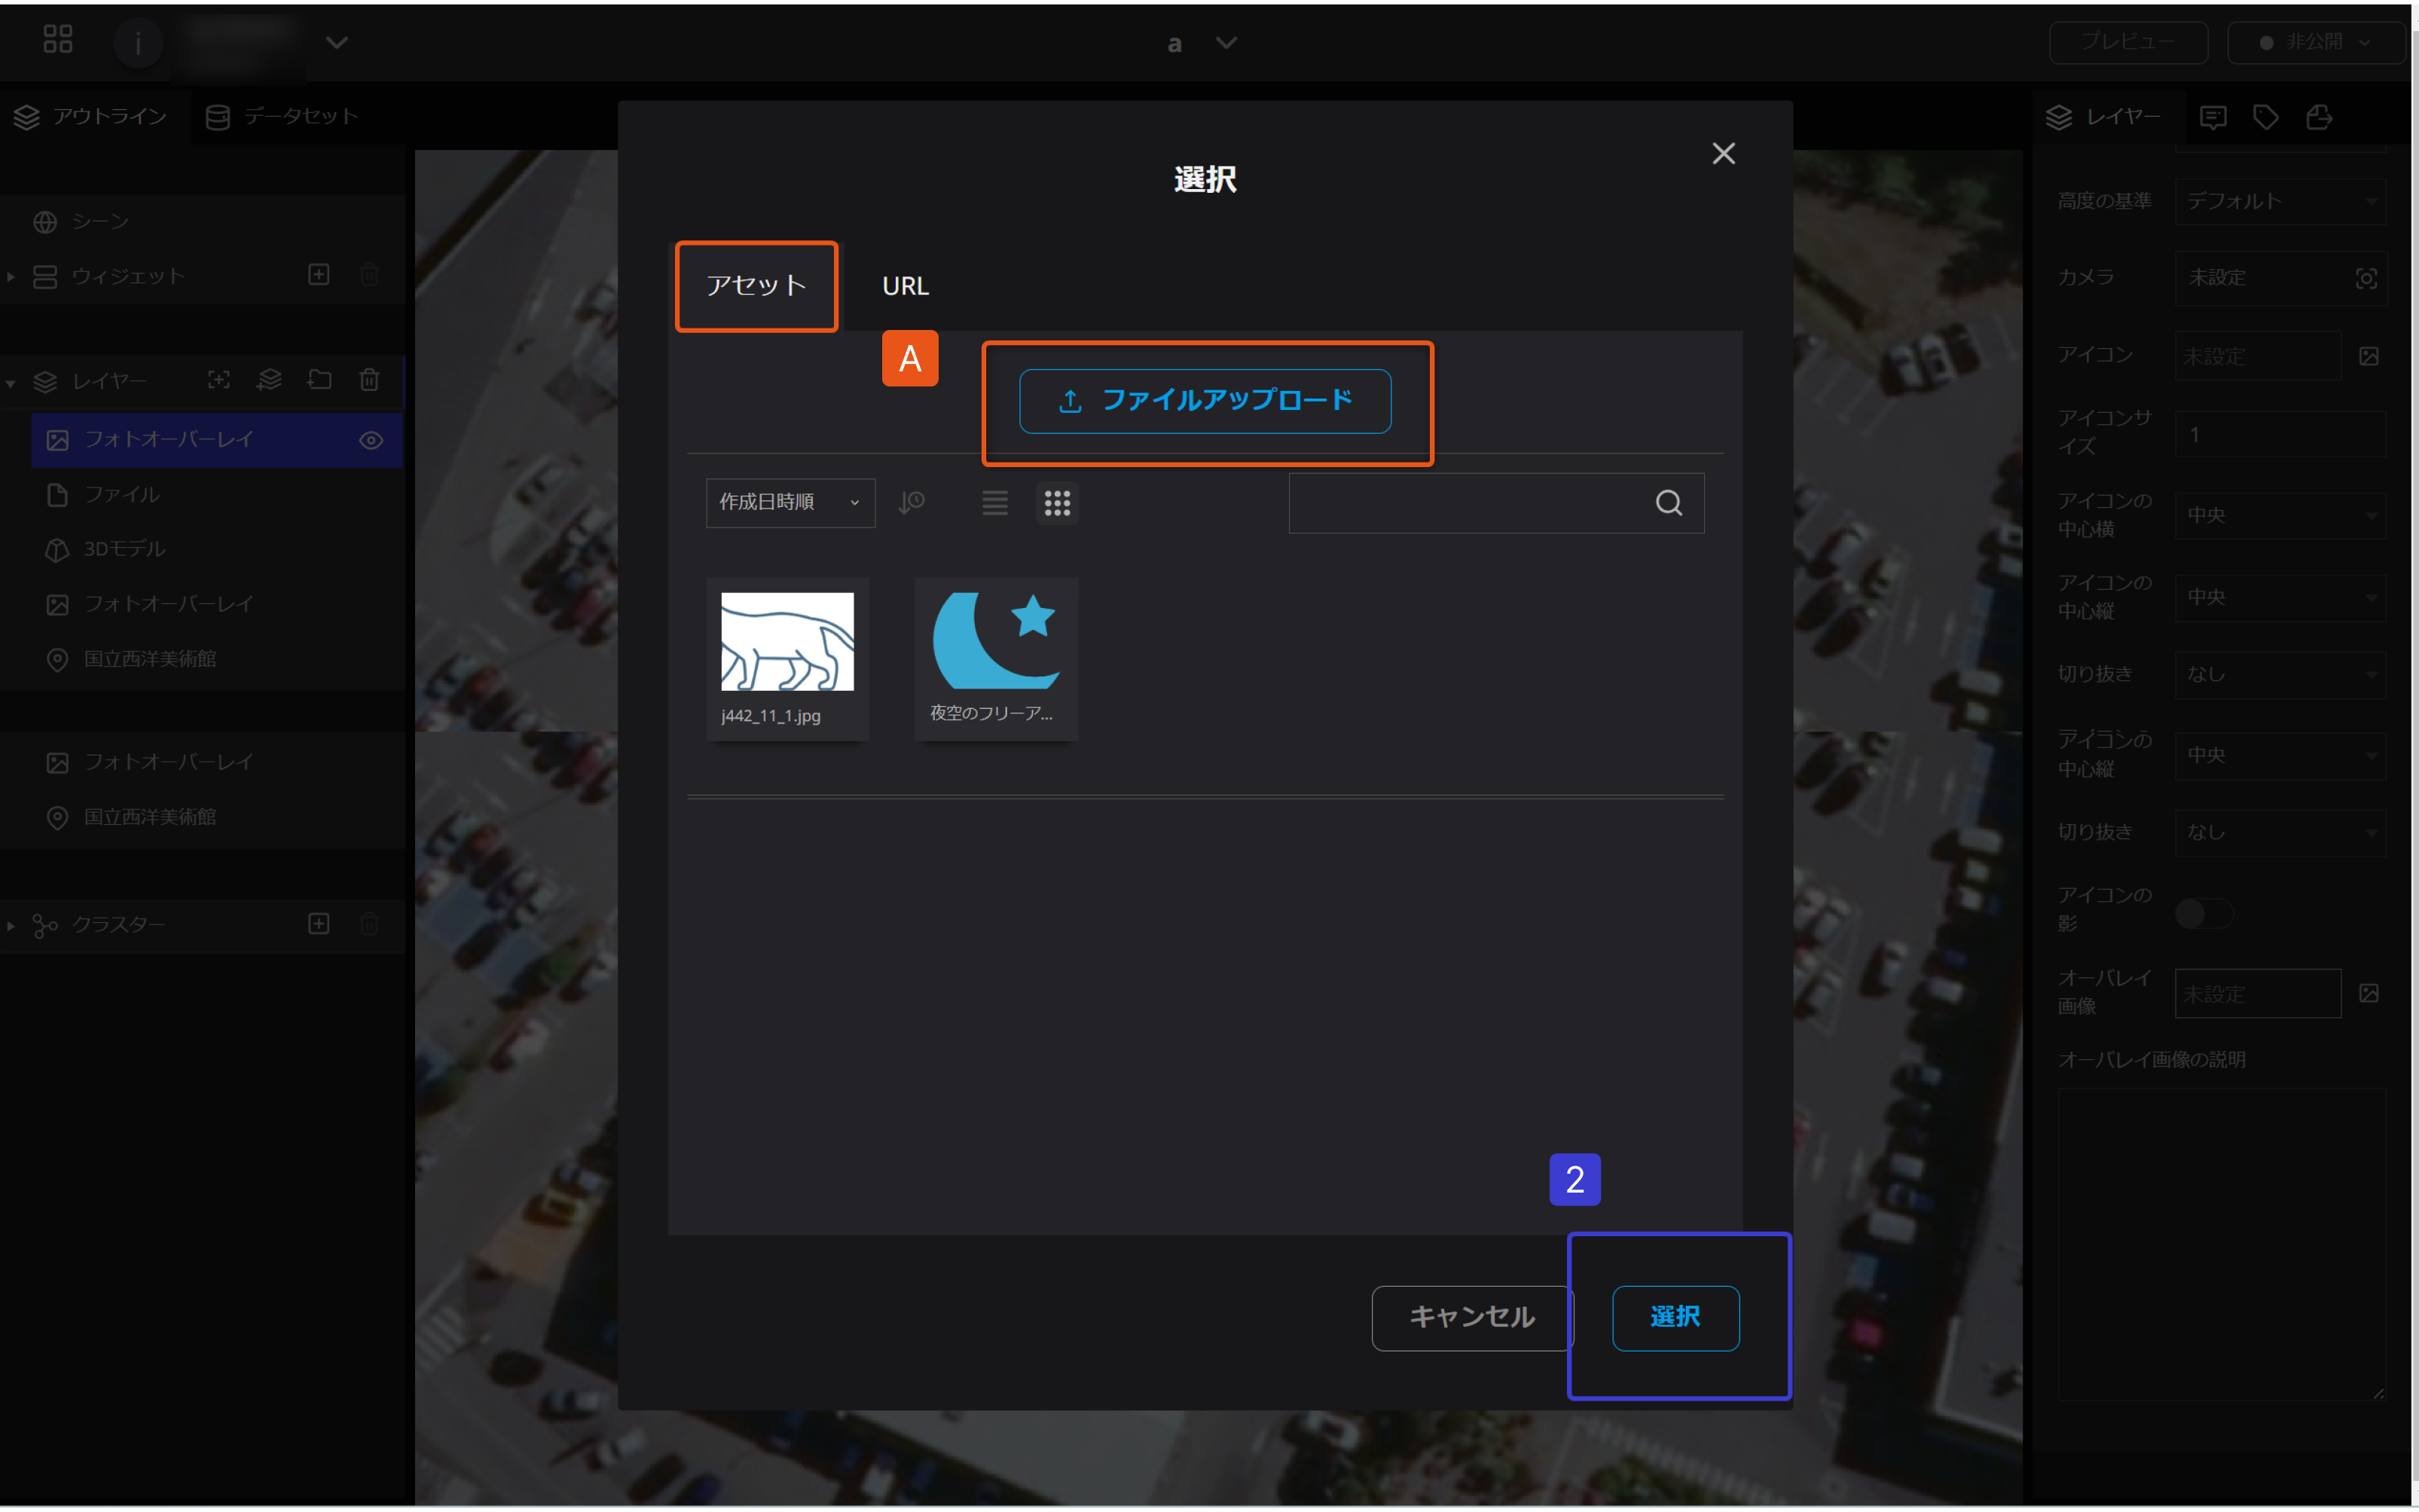 i
a
プレビュー
非公開
アウトライン
データセット
レイヤー
シーン
ウィジェット
レイヤー
フォトオーバーレイ
ファイル
3Dモデル
フォトオーバーレイ
国立西洋美術館
フォトオーバーレイ
国立西洋美術館
クラスター
選択
アセット
URL
A
ファイルアップロード
作成日時順
j442_11_1.jpg
夜空のフリーア...
2
キャンセル
選択
高度の基準
デフォルト
カメラ
未設定
アイコン
未設定
アイコンサ
イズ
1
アイコンの
中心横
中央
アイコンの
中心縦
中央
切り抜き
なし
アイコンの
中心縦
中央
切り抜き
なし
アイコンの
影
オーバレイ
画像
未設定
オーバレイ画像の説明